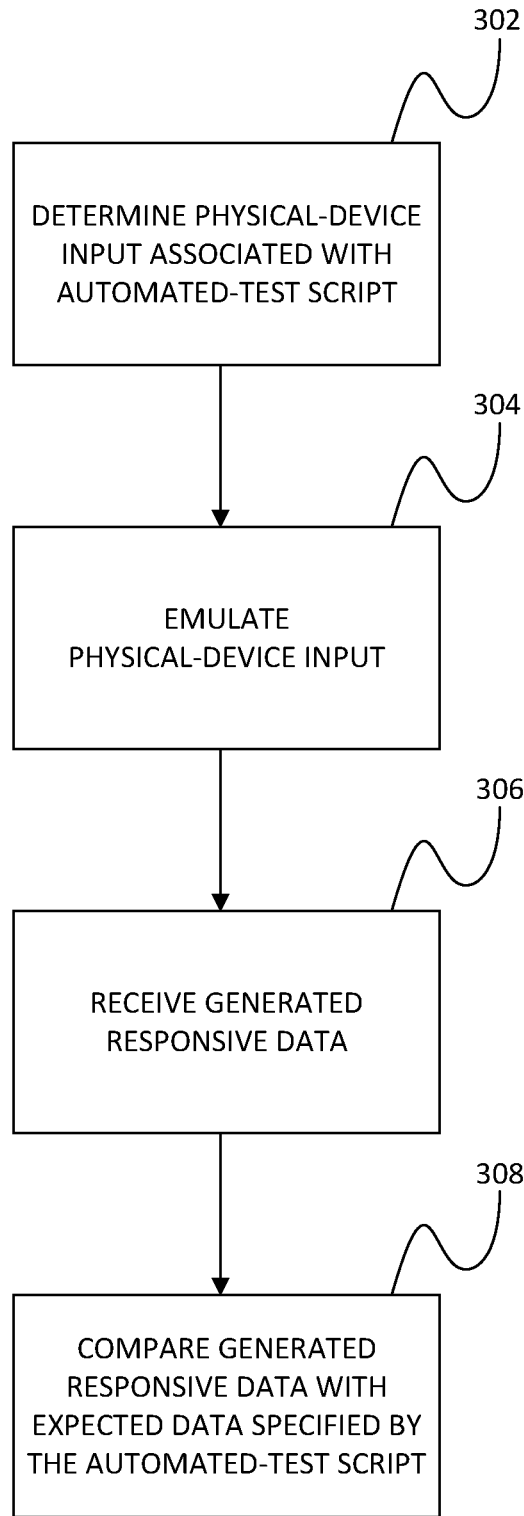 302
DETERMINE PHYSICAL-DEVICE
INPUT ASSOCIATED WITH
AUTOMATED-TEST SCRIPT
304
EMULATE
PHYSICAL-DEVICE INPUT
306
RECEIVE GENERATED
RESPONSIVE DATA
308
COMPARE GENERATED
RESPONSIVE DATA WITH
EXPECTED DATA SPECIFIED BY
THE AUTOMATED-TEST SCRIPT